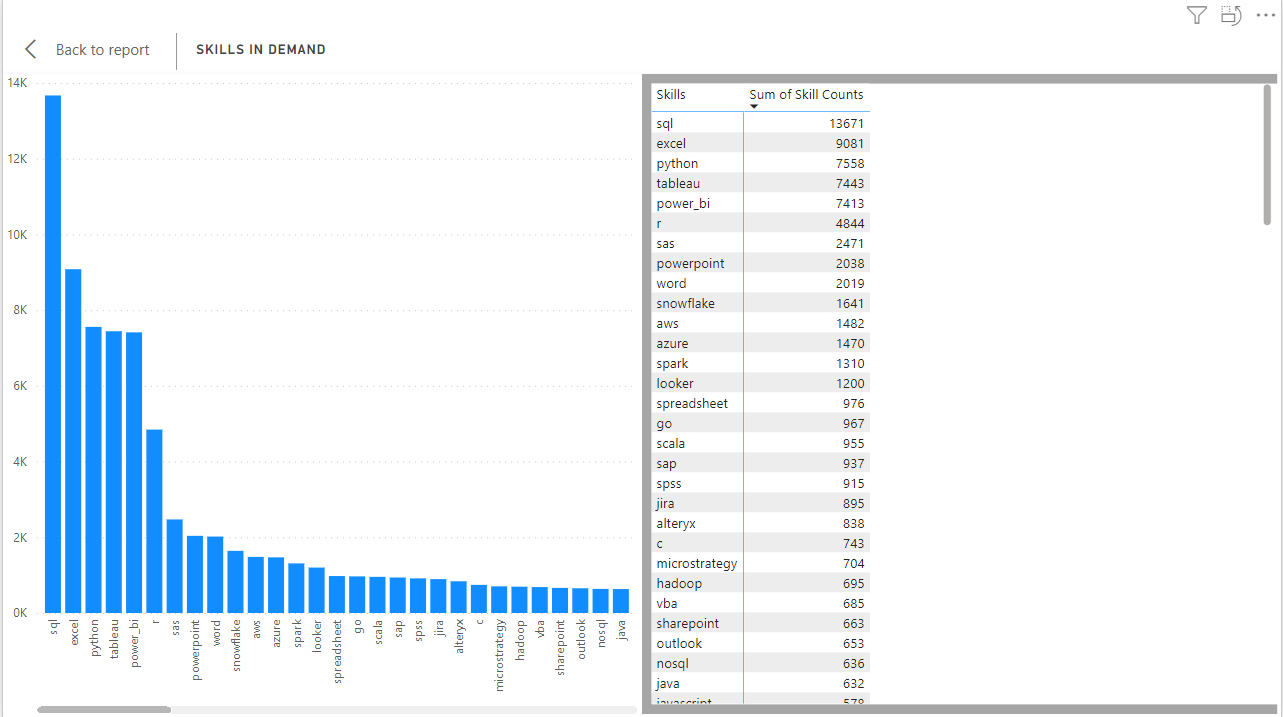 Back to report SKILLS IN DEMAND
14K
12K
10K
8K
6K
4K
2K
0K
sql
excel
python
tableau
power_bi
r
sas
powerpoint
word
snowflake
aws
azure
spark
looker
spreadsheet
go
scala
sap
spss
jira
alteryx
c
microstrategy
hadoop
vba
sharepoint
outlook
nosql
java
Skills Sum of Skill Counts
sql 13671
excel 9081
python 7558
tableau 7443
power_bi 7413
r 4844
sas 2471
powerpoint 2038
word 2019
snowflake 1641
aws 1482
azure 1470
spark 1310
looker 1200
spreadsheet 976
go 967
scala 955
sap 937
spss 915
jira 895
alteryx 838
c 743
microstrategy 704
hadoop 695
vba 685
sharepoint 663
outlook 653
nosql 636
java 632
javascript 578